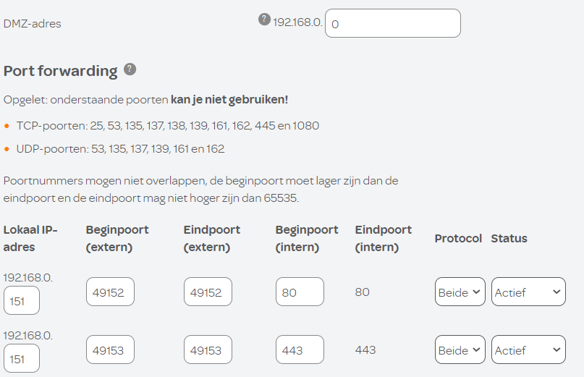 DMZ-adres ? 192.168.0. 0
Port forwarding ?
Opgelet: onderstaande poorten kan je niet gebruiken!
• TCP-poorten: 25, 53, 135, 137, 138, 139, 161, 162, 445 en 1080
• UDP-poorten: 53, 135, 137, 139, 161 en 162
Poortnummers mogen niet overlappen, de beginpoort moet lager zijn dan de
eindpoort en de eindpoort mag niet hoger zijn dan 65535.
Lokaal IP- Beginpoort Eindpoort Beginpoort Eindpoort Protocol Status
adres (extern) (extern) (intern) (intern)
192.168.0.
151 49152 49152 80 80 Beide Actief
192.168.0.
151 49153 49153 443 443 Beide Actief